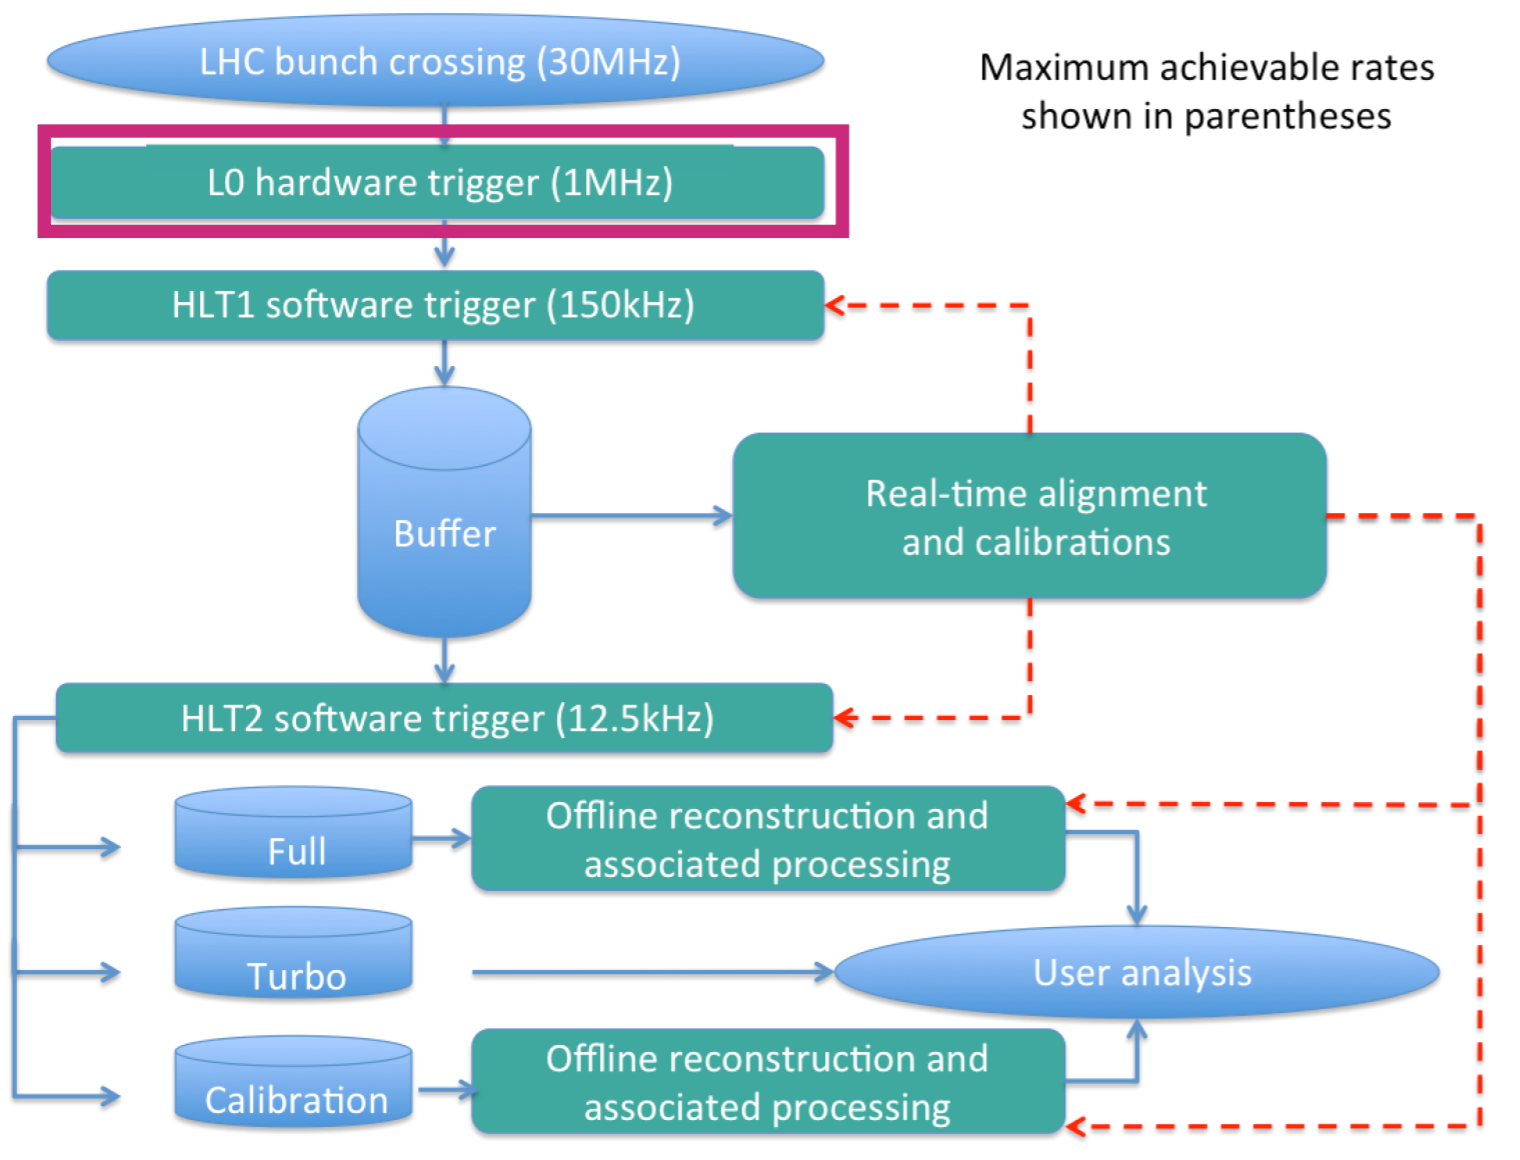 LHC bunch crossing (30MHz)
Maximum achievable rates
shown in parentheses
L0 hardware trigger (1MHz)
HLT1 software trigger (150kHz)
Buffer
Real-time alignment
and calibrations
HLT2 software trigger (12.5kHz)
Full
Offline reconstruction and
associated processing
Turbo
User analysis
Calibration
Offline reconstruction and
associated processing